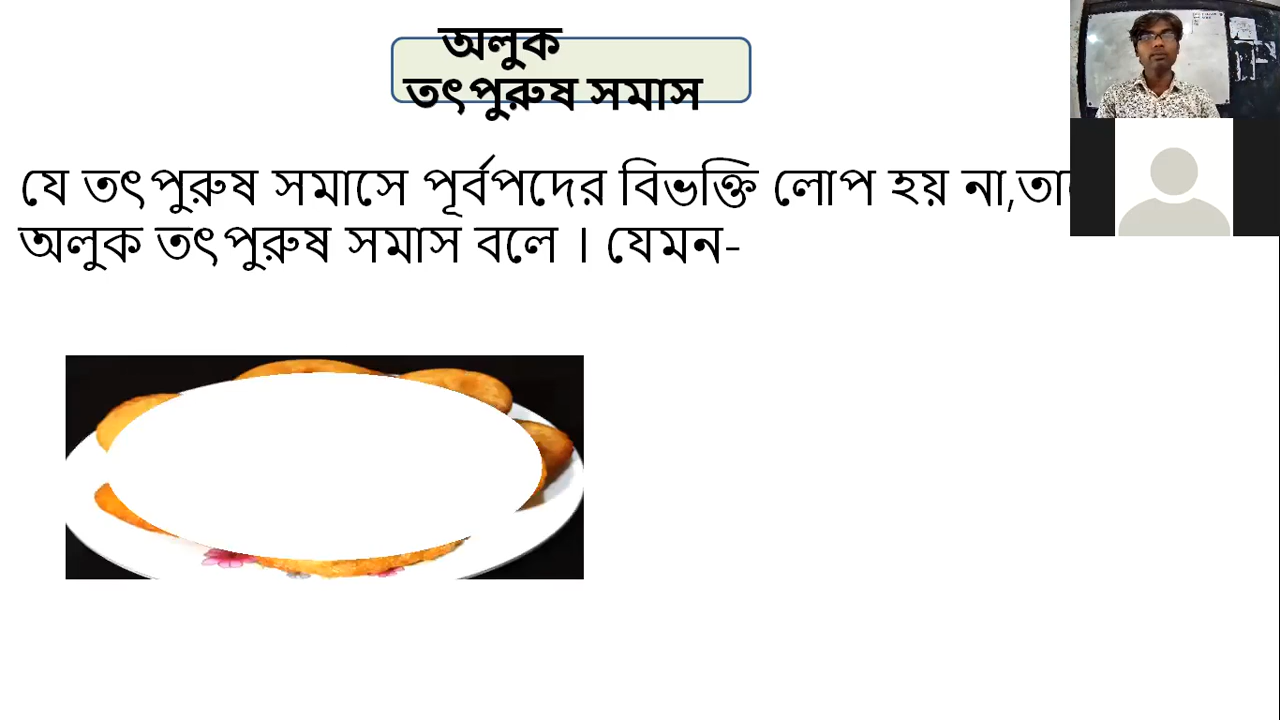 অলুক
তৎপুরুষ সমাস
যে তৎপুরুষ সমাসে পূর্বপদের বিভক্তি লোপ হয় না,
অলুক তৎপুরুষ সমাস বলে । যেমন-